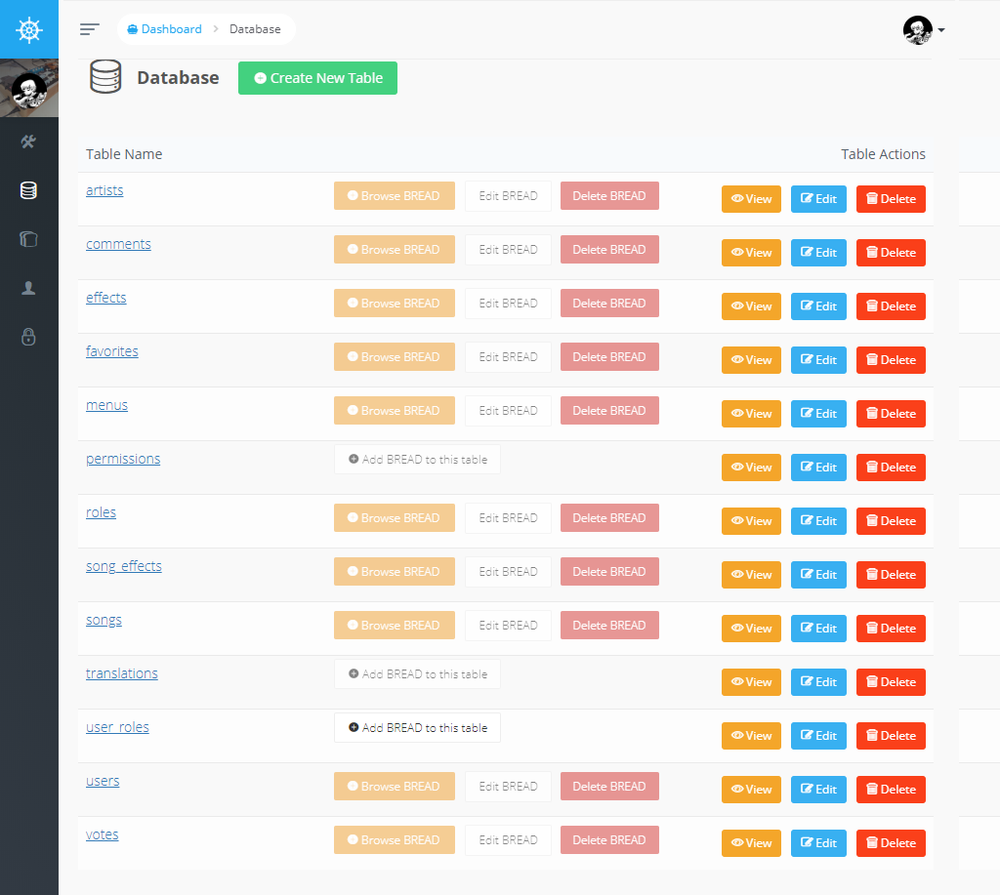 Dashboard > Database
Database Create New Table
Table Name Table Actions
artists Browse BREAD Edit BREAD Delete BREAD View Edit Delete
comments Browse BREAD Edit BREAD Delete BREAD View Edit Delete
effects Browse BREAD Edit BREAD Delete BREAD View Edit Delete
favorites Browse BREAD Edit BREAD Delete BREAD View Edit Delete
menus Browse BREAD Edit BREAD Delete BREAD View Edit Delete
permissions Add BREAD to this table View Edit Delete
roles Browse BREAD Edit BREAD Delete BREAD View Edit Delete
song_effects Browse BREAD Edit BREAD Delete BREAD View Edit Delete
songs Browse BREAD Edit BREAD Delete BREAD View Edit Delete
translations Add BREAD to this table View Edit Delete
user_roles Add BREAD to this table View Edit Delete
users Browse BREAD Edit BREAD Delete BREAD View Edit Delete
votes Browse BREAD Edit BREAD Delete BREAD View Edit Delete